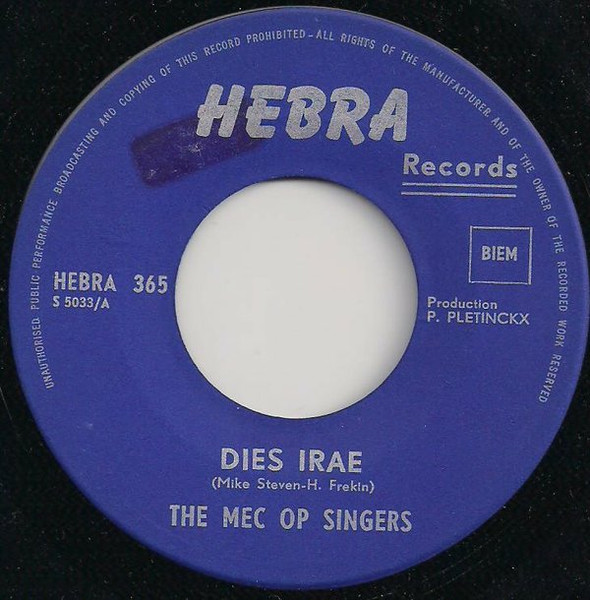 UNAUTHORISED PUBLIC PERFORMANCE BROADCASTING AND COPYING OF THIS RECORD PROHIBITED - ALL RIGHTS OF THE MANUFACTURER AND OF THE OWNER OF THE RECORDED WORK RESERVED
HEBRA
Records
BIEM
HEBRA 365
S 5033/A
Production
P. PLETINCKX
DIES IRAE
(Mike Steven-H. Frekin)
THE MEC OP SINGERS